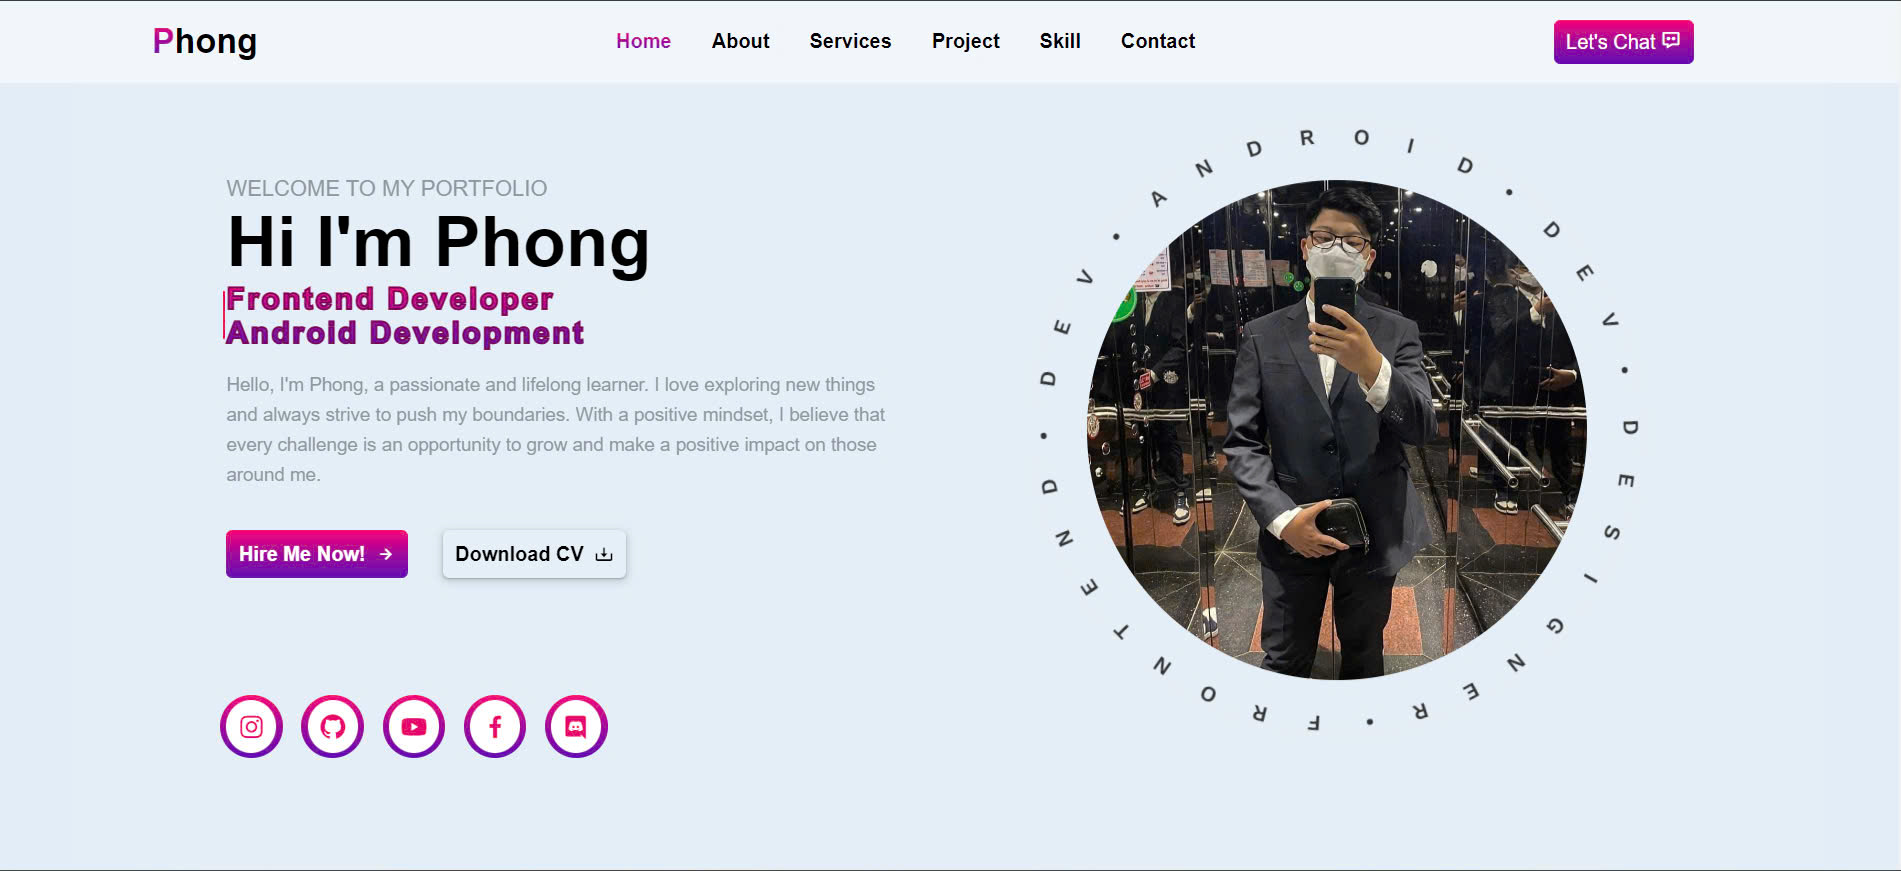 Phong
Home About Services Project Skill Contact
Let's Chat
WELCOME TO MY PORTFOLIO
Hi I'm Phong
Frontend Developer
Android Development
Hello, I'm Phong, a passionate and lifelong learner. I love exploring new things
and always strive to push my boundaries. With a positive mindset, I believe that
every challenge is an opportunity to grow and make a positive impact on those
around me.
Hire Me Now!
Download CV
FRONTEND • DEV • ANDROID • DEV • DESIGNER •